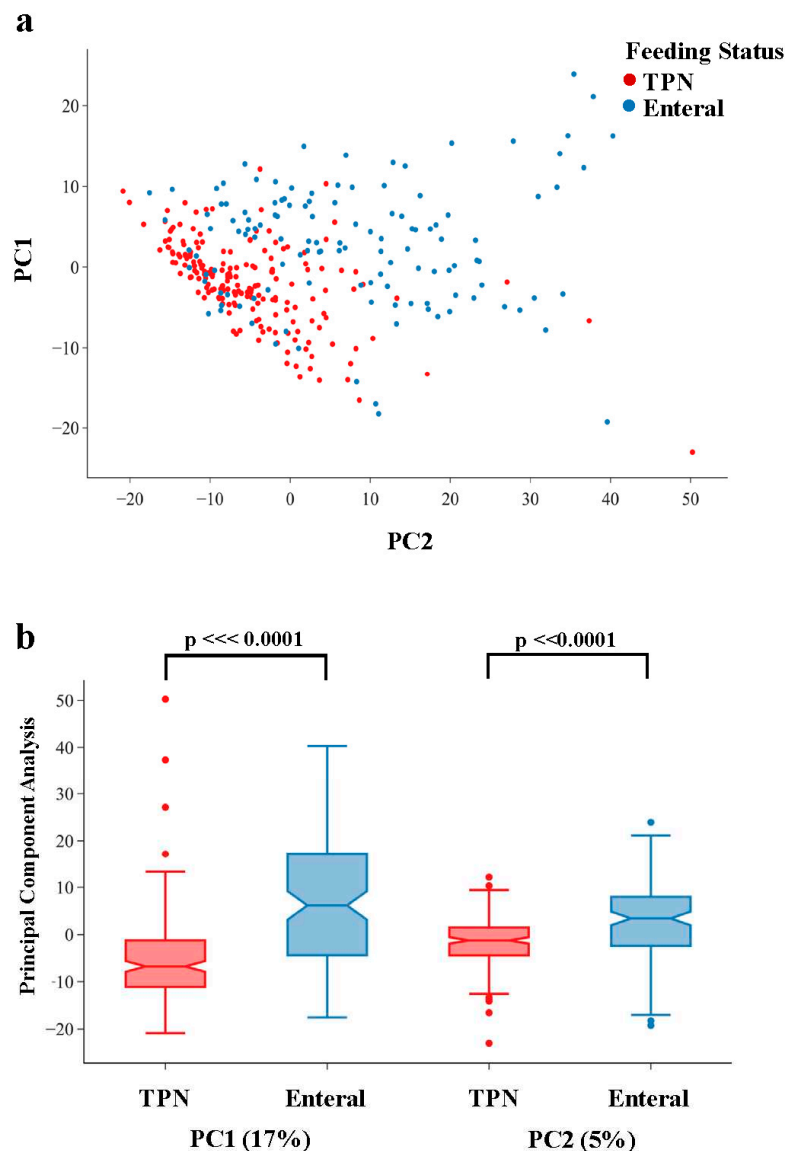 a
Feeding Status
TPN
Enteral
20
10
0
−10
−20
PC1
−20
−10
0
10
20
30
40
50
PC2
b
p <<< 0.0001
p <<0.0001
50
40
30
20
10
0
-10
−20
Principal Component Analysis
TPN
Enteral
TPN
Enteral
PC1 (17%)
PC2 (5%)